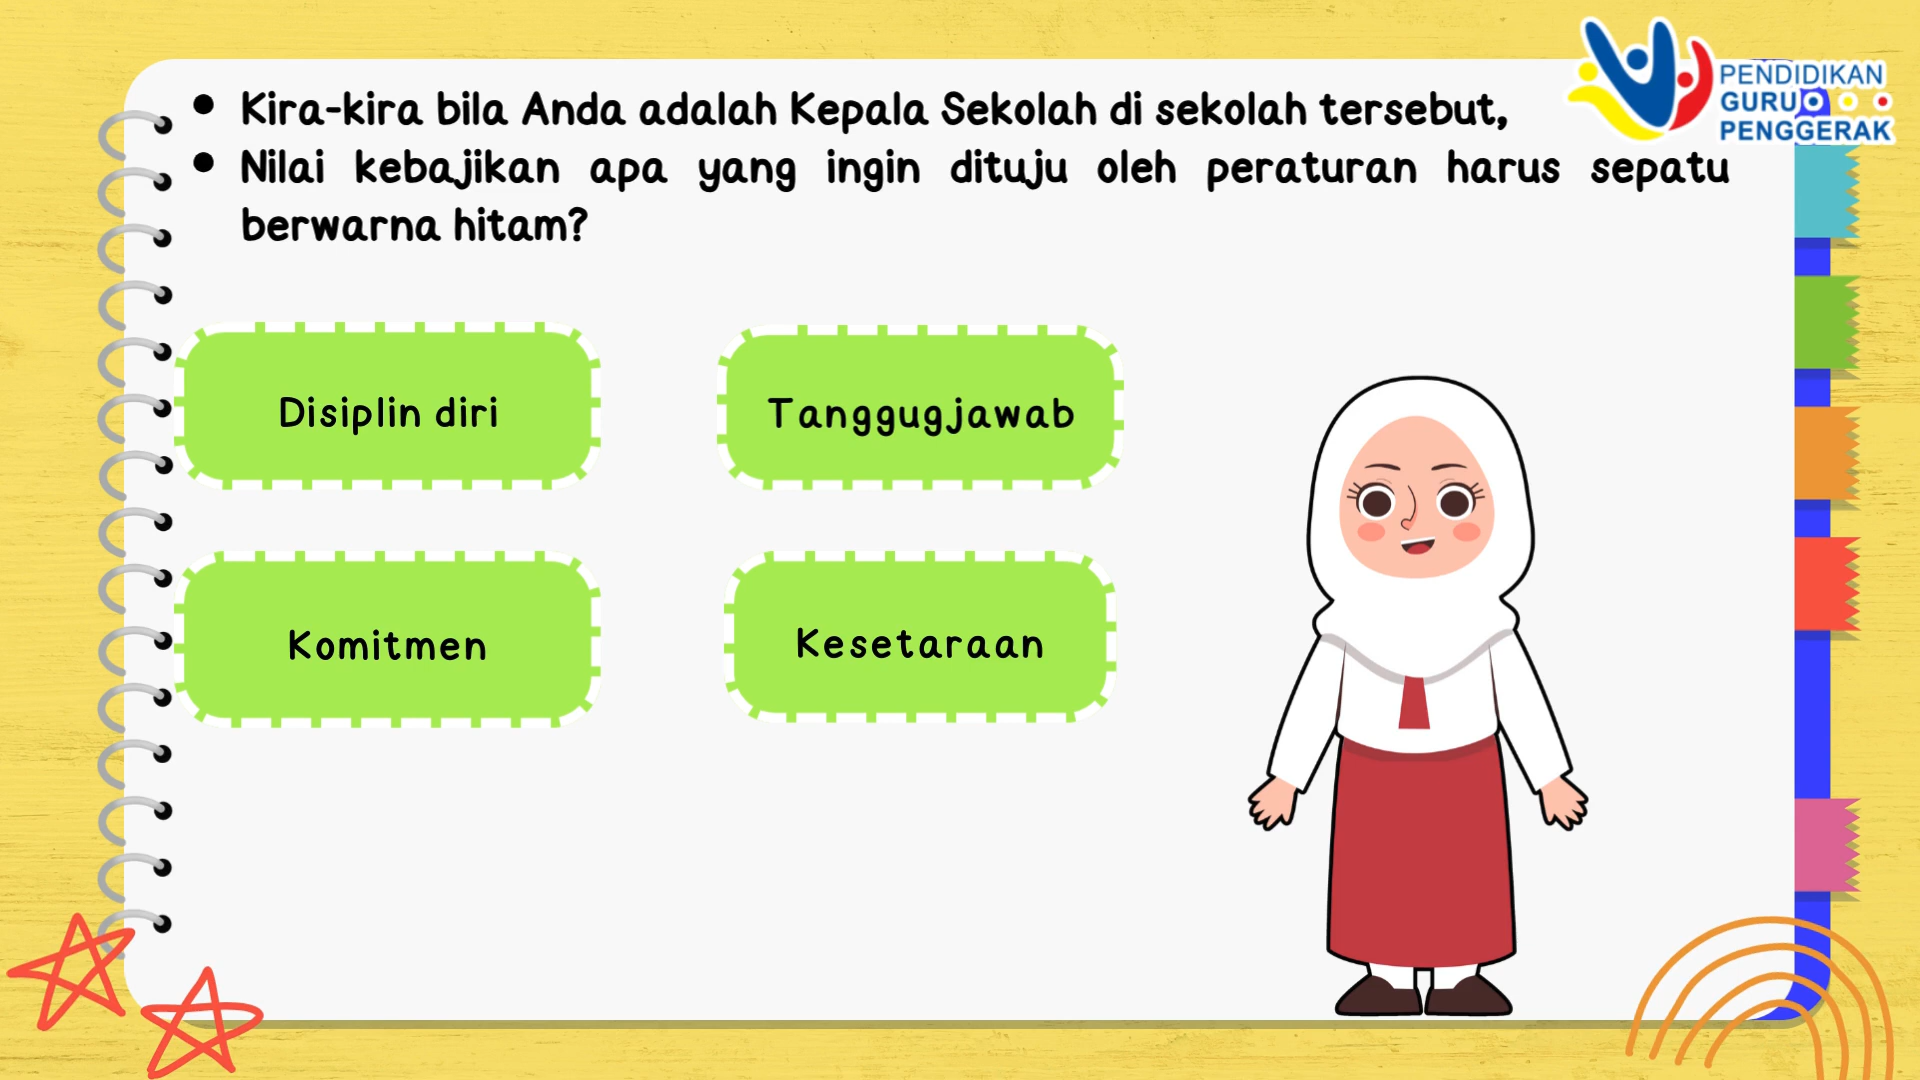 Kira-kira bila Anda adalah Kepala Sekolah di sekolah tersebut,
Nilai kebajikan apa yang ingin dituju oleh peraturan harus sepatu
berwarna hitam?
PENDIDIKAN
GURU
PENGGERAK
Disiplin diri
Tanggugjawab
Komitmen
Kesetaraan